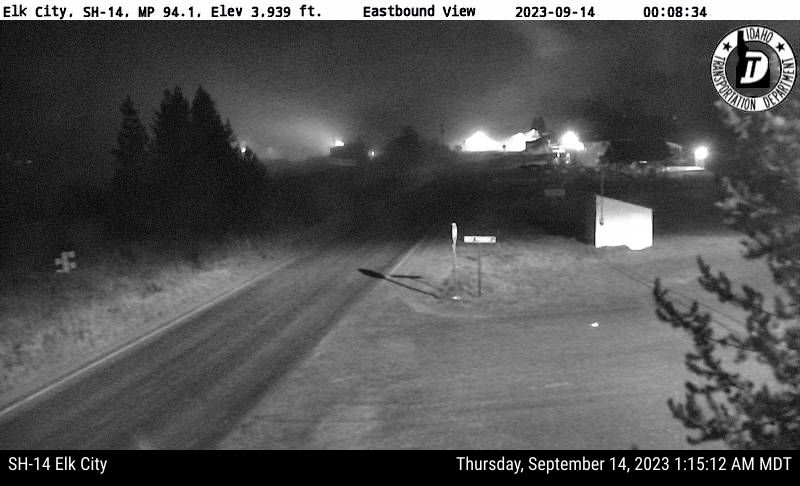 Elk City, SH-14, MP 94.1, Elev 3,939 ft. Eastbound View 2023-09-14 00:08:34
IDAHO
TRANSPORTATION DEPARTMENT
SH-14 Elk City Thursday, September 14, 2023 1:15:12 AM MDT